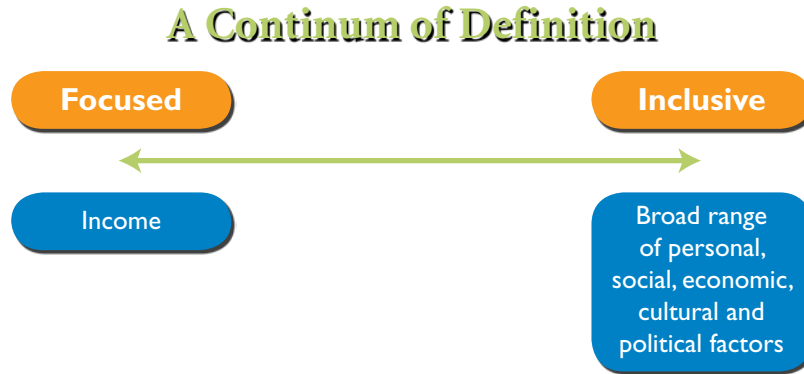 A Continum of Definition
Focused
Inclusive
Income
Broad range
of personal,
social, economic,
cultural and
political factors